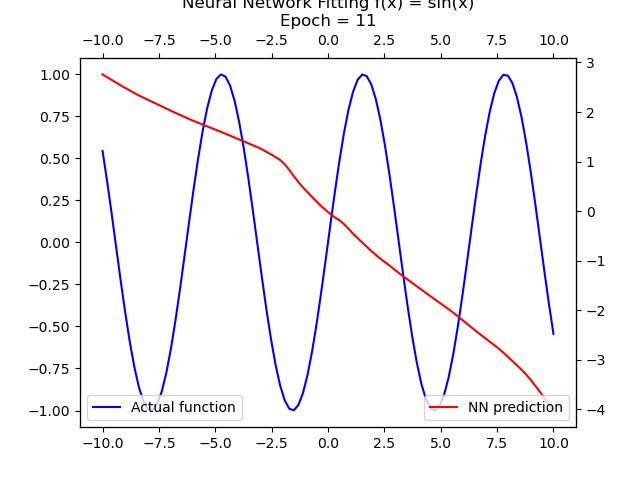 Neural Network Fitting f(x) = sin(x)
Epoch = 11
−10.0 −7.5 −5.0 −2.5 0.0 2.5 5.0 7.5 10.0
1.00 3
0.75 2
0.50 1
0.25 0
0.00 −1
−0.25
−0.50 −2
−0.75 −3
−1.00 −4
Actual function NN prediction
−10.0 −7.5 −5.0 −2.5 0.0 2.5 5.0 7.5 10.0